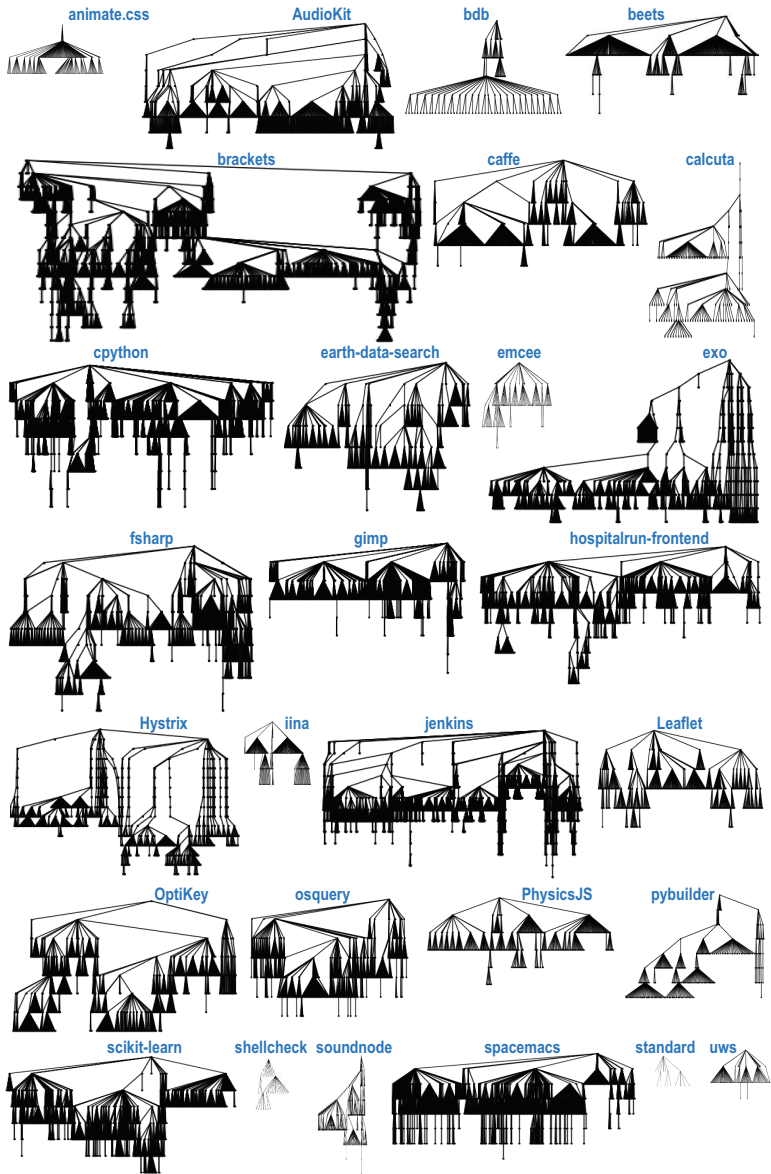 animate.css AudioKit bdb beets
brackets caffe calcuta
cpython earth-data-search emcee exo
fsharp gimp hospitalrun-frontend
Hystrix iina jenkins Leaflet
OptiKey osquery PhysicsJS pybuilder
scikit-learn shellcheck soundnode spacemacs standard uws